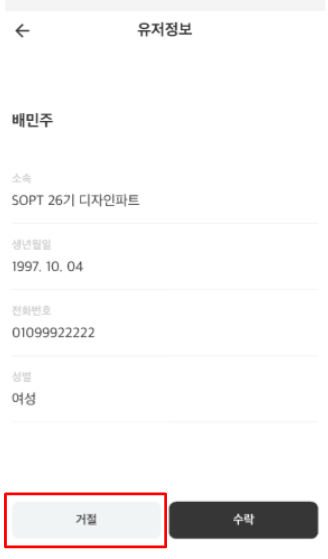 유저정보
배민주
소속
SOPT 26기 디자인파트
생년월일
1997. 10. 04
전화번호
01099922222
성별
여성
거절
수락